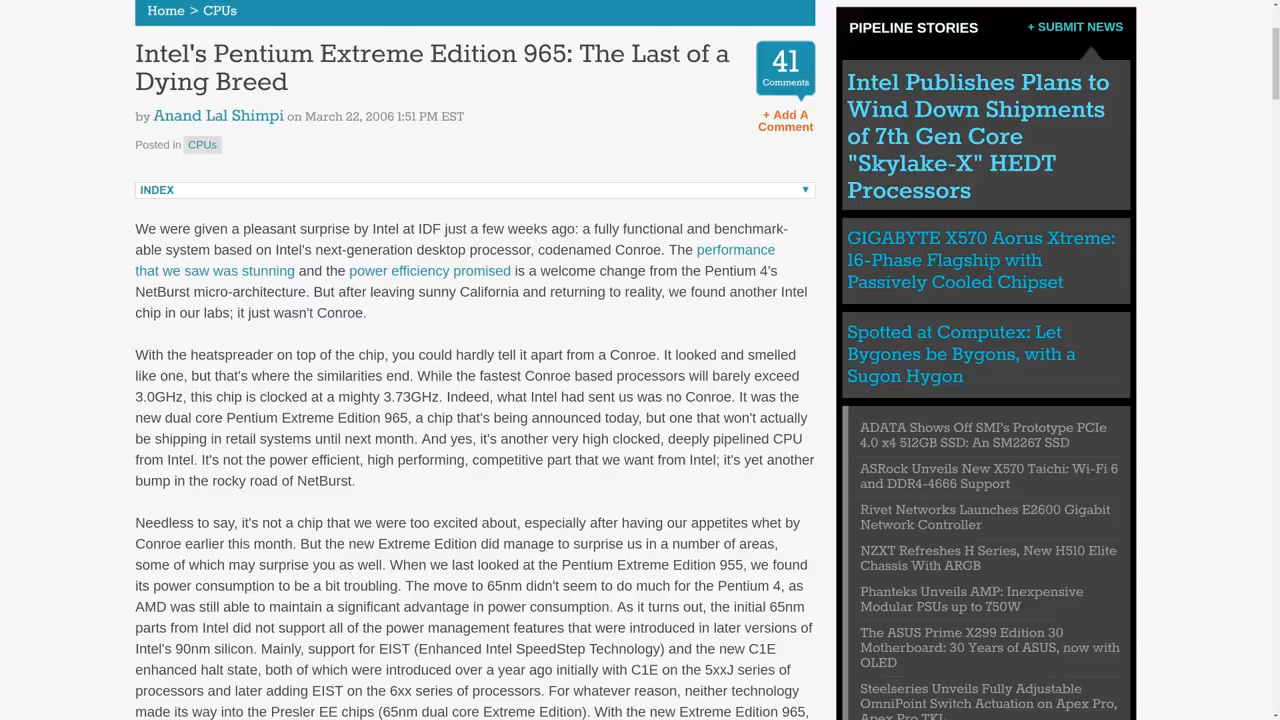 Home > CPUs
Intel's Pentium Extreme Edition 965: The Last of a
Dying Breed
by Anand Lal Shimpi on March 22, 2006 1:51 PM EST
Posted in CPUs
41
Comments
+ Add A
Comment
INDEX
We were given a pleasant surprise by Intel at IDF just a few weeks ago: a fully functional and benchmark-
able system based on Intel's next-generation desktop processor, codenamed Conroe. The performance
that we saw was stunning and the power efficiency promised is a welcome change from the Pentium 4's
NetBurst micro-architecture. But after leaving sunny California and returning to reality, we found another Intel
chip in our labs; it just wasn't Conroe.
With the heatspreader on top of the chip, you could hardly tell it apart from a Conroe. It looked and smelled
like one, but that's where the similarities end. While the fastest Conroe based processors will barely exceed
3.0GHz, this chip is clocked at a mighty 3.73GHz. Indeed, what Intel had sent us was no Conroe. It was the
new dual core Pentium Extreme Edition 965, a chip that's being announced today, but one that won't actually
be shipping in retail systems until next month. And yes, it's another very high clocked, deeply pipelined CPU
from Intel. It's not the power efficient, high performing, competitive part that we want from Intel; it's yet another
bump in the rocky road of NetBurst.
Needless to say, it's not a chip that we were too excited about, especially after having our appetites whet by
Conroe earlier this month. But the new Extreme Edition did manage to surprise us in a number of areas,
some of which may surprise you as well. When we last looked at the Pentium Extreme Edition 955, we found
its power consumption to be a bit troubling. The move to 65nm didn't seem to do much for the Pentium 4, as
AMD was still able to maintain a significant advantage in power consumption. As it turns out, the initial 65nm
parts from Intel did not support all of the power management features that were introduced in later versions of
Intel's 90nm silicon. Mainly, support for EIST (Enhanced Intel SpeedStep Technology) and the new C1E
enhanced halt state, both of which were introduced over a year ago initially with C1E on the 5xxJ series of
processors and later adding EIST on the 6xx series of processors. For whatever reason, neither technology
made its way into the Presler EE chips (65nm dual core Extreme Edition). With the new Extreme Edition 965,
PIPELINE STORIES
+ SUBMIT NEWS
Intel Publishes Plans to
Wind Down Shipments
of 7th Gen Core
"Skylake-X" HEDT
Processors
GIGABYTE X570 Aorus Xtreme:
16-Phase Flagship with
Passively Cooled Chipset
Spotted at Computex: Let
Bygones be Bygons, with a
Sugon Hygon
ADATA Shows Off SMI's Prototype PCIe
4.0 x4 512GB SSD: An SM2267 SSD
ASRock Unveils New X570 Taichi: Wi-Fi 6
and DDR4-4666 Support
Rivet Networks Launches E2600 Gigabit
Network Controller
NZXT Refreshes H Series, New H510 Elite
Chassis With ARGB
Phanteks Unveils AMP: Inexpensive
Modular PSUs up to 750W
The ASUS Prime X299 Edition 30
Motherboard: 30 Years of ASUS, now with
OLED
Steelseries Unveils Fully Adjustable
OmniPoint Switch Actuation on Apex Pro,
Apex Pro TKL